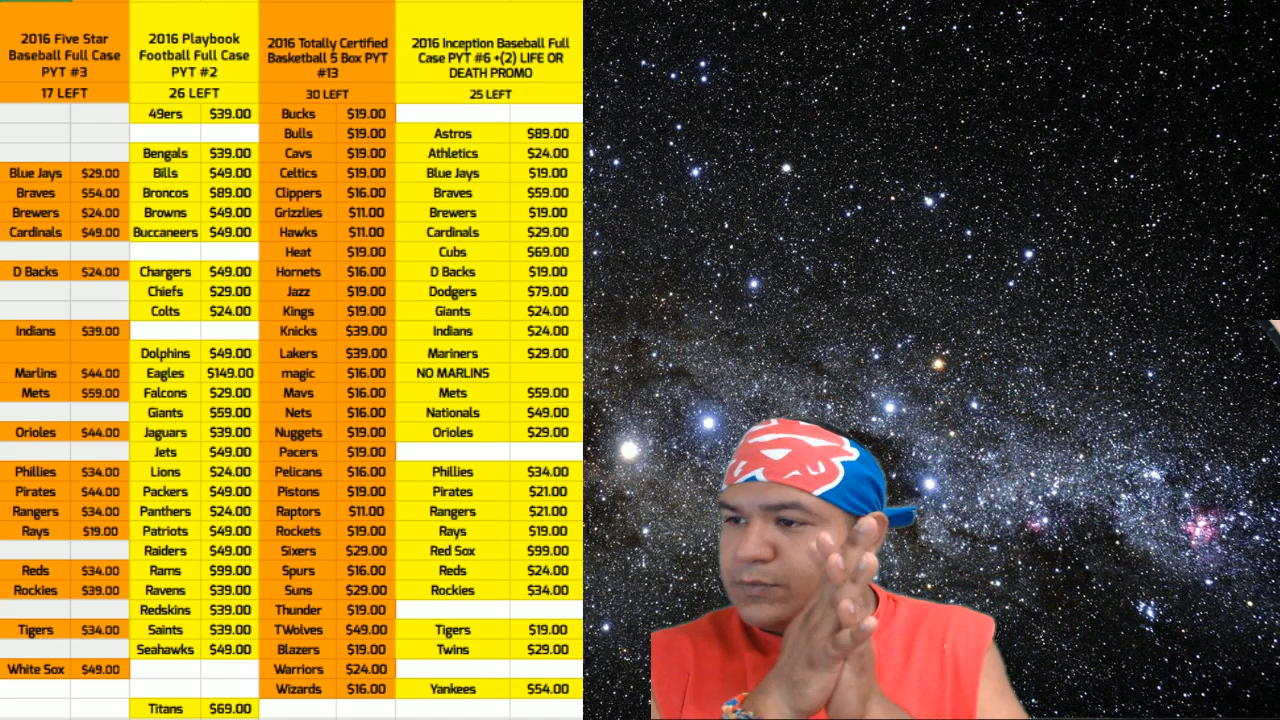 2016 Five Star
Baseball Full Case
PYT #3
17 LEFT
Blue Jays $29.00
Braves $54.00
Brewers $24.00
Cardinals $49.00
D Backs $24.00
Indians $39.00
Marlins $44.00
Mets $59.00
Orioles $44.00
Phillies $34.00
Pirates $44.00
Rangers $34.00
Rays $19.00
Reds $34.00
Rockies $39.00
Tigers $34.00
White Sox $49.00
2016 Playbook
Football Full Case
PYT #2
26 LEFT
49ers $39.00
Bengals $39.00
Bills $49.00
Broncos $89.00
Browns $49.00
Buccaneers $49.00
Chargers $49.00
Chiefs $29.00
Colts $24.00
Dolphins $49.00
Eagles $149.00
Falcons $29.00
Giants $59.00
Jaguars $39.00
Jets $49.00
Lions $24.00
Packers $49.00
Panthers $24.00
Patriots $49.00
Raiders $49.00
Rams $99.00
Ravens $39.00
Redskins $39.00
Saints $39.00
Seahawks $49.00
Titans $69.00
2016 Totally Certified
Basketball 5 Box PYT
#13
30 LEFT
Bucks $19.00
Bulls $19.00
Cavs $19.00
Celtics $19.00
Clippers $16.00
Grizzlies $11.00
Hawks $11.00
Heat $19.00
Hornets $16.00
Jazz $19.00
Kings $19.00
Knicks $39.00
Lakers $39.00
magic $16.00
Mavs $16.00
Nets $16.00
Nuggets $19.00
Pacers $19.00
Pelicans $16.00
Pistons $19.00
Raptors $11.00
Rockets $19.00
Sixers $29.00
Spurs $16.00
Suns $29.00
Thunder $19.00
TWolves $49.00
Blazers $19.00
Warriors $24.00
Wizards $16.00
2016 Inception Baseball Full
Case PYT #6 +(2) LIFE OR
DEATH PROMO
25 LEFT
Astros $89.00
Athletics $24.00
Blue Jays $19.00
Braves $59.00
Brewers $19.00
Cardinals $29.00
Cubs $69.00
D Backs $19.00
Dodgers $79.00
Giants $24.00
Indians $24.00
Mariners $29.00
NO MARLINS
Mets $59.00
Nationals $49.00
Orioles $29.00
Phillies $34.00
Pirates $21.00
Rangers $21.00
Rays $19.00
Red Sox $99.00
Reds $24.00
Rockies $34.00
Tigers $19.00
Twins $29.00
Yankees $54.00